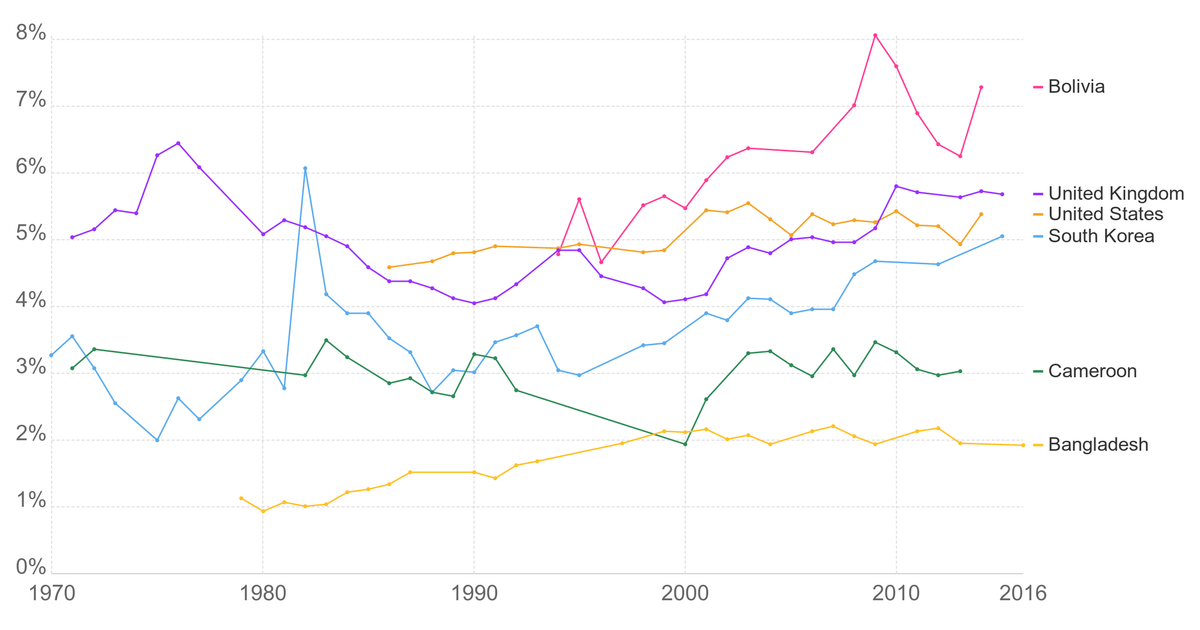 8%
7%
6%
5%
4%
3%
2%
1%
0%
1970 1980 1990 2000 2010 2016
Bolivia
United Kingdom
United States
South Korea
Cameroon
Bangladesh